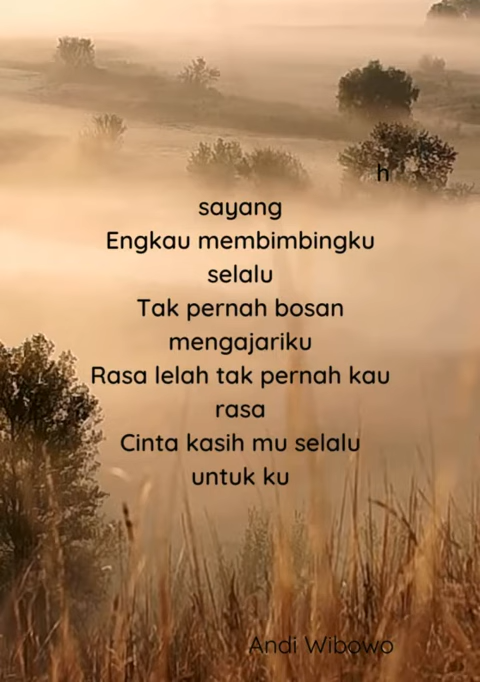 h
sayang
Engkau membimbingku
selalu
Tak pernah bosan
mengajariku
Rasa lelah tak pernah kau
rasa
Cinta kasih mu selalu
untuk ku
Andi Wibowo